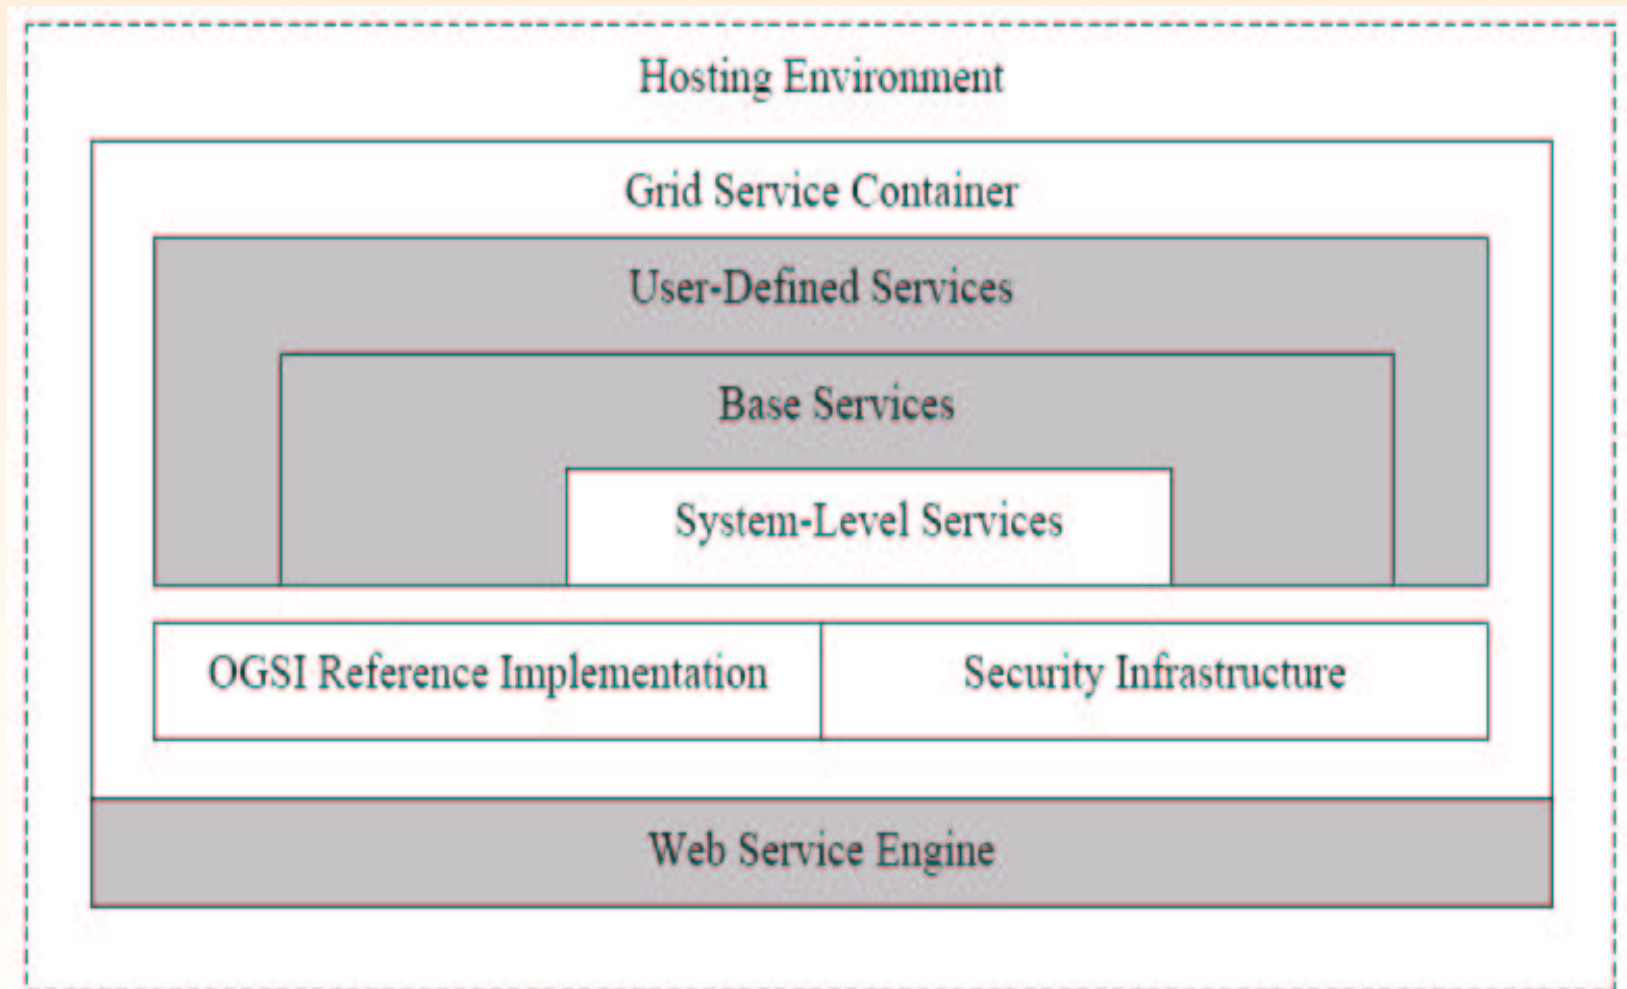 Hosting Environment
Grid Service Container
User-Defined Services
Base Services
System-Level Services
OGSI Reference Implementation
Security Infrastructure
Web Service Engine